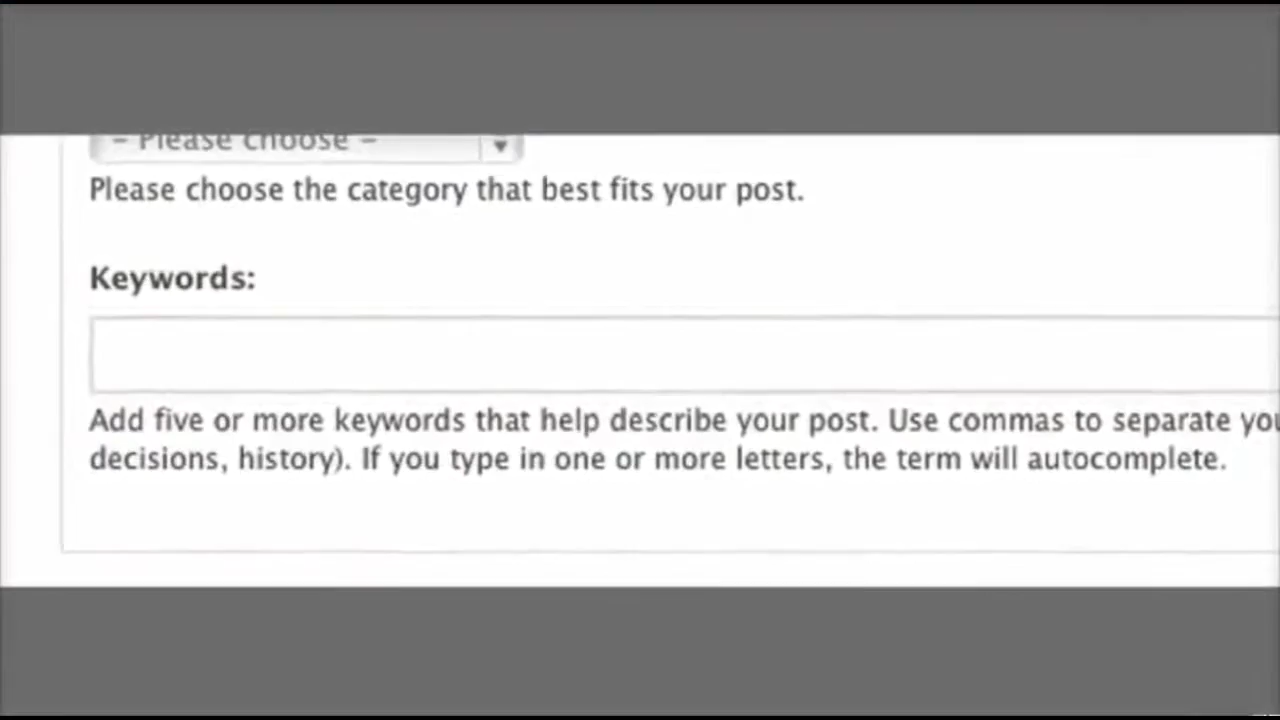 – Please choose –
Please choose the category that best fits your post.
Keywords:
Add five or more keywords that help describe your post. Use commas to separate
decisions, history). If you type in one or more letters, the term will autocomplete.